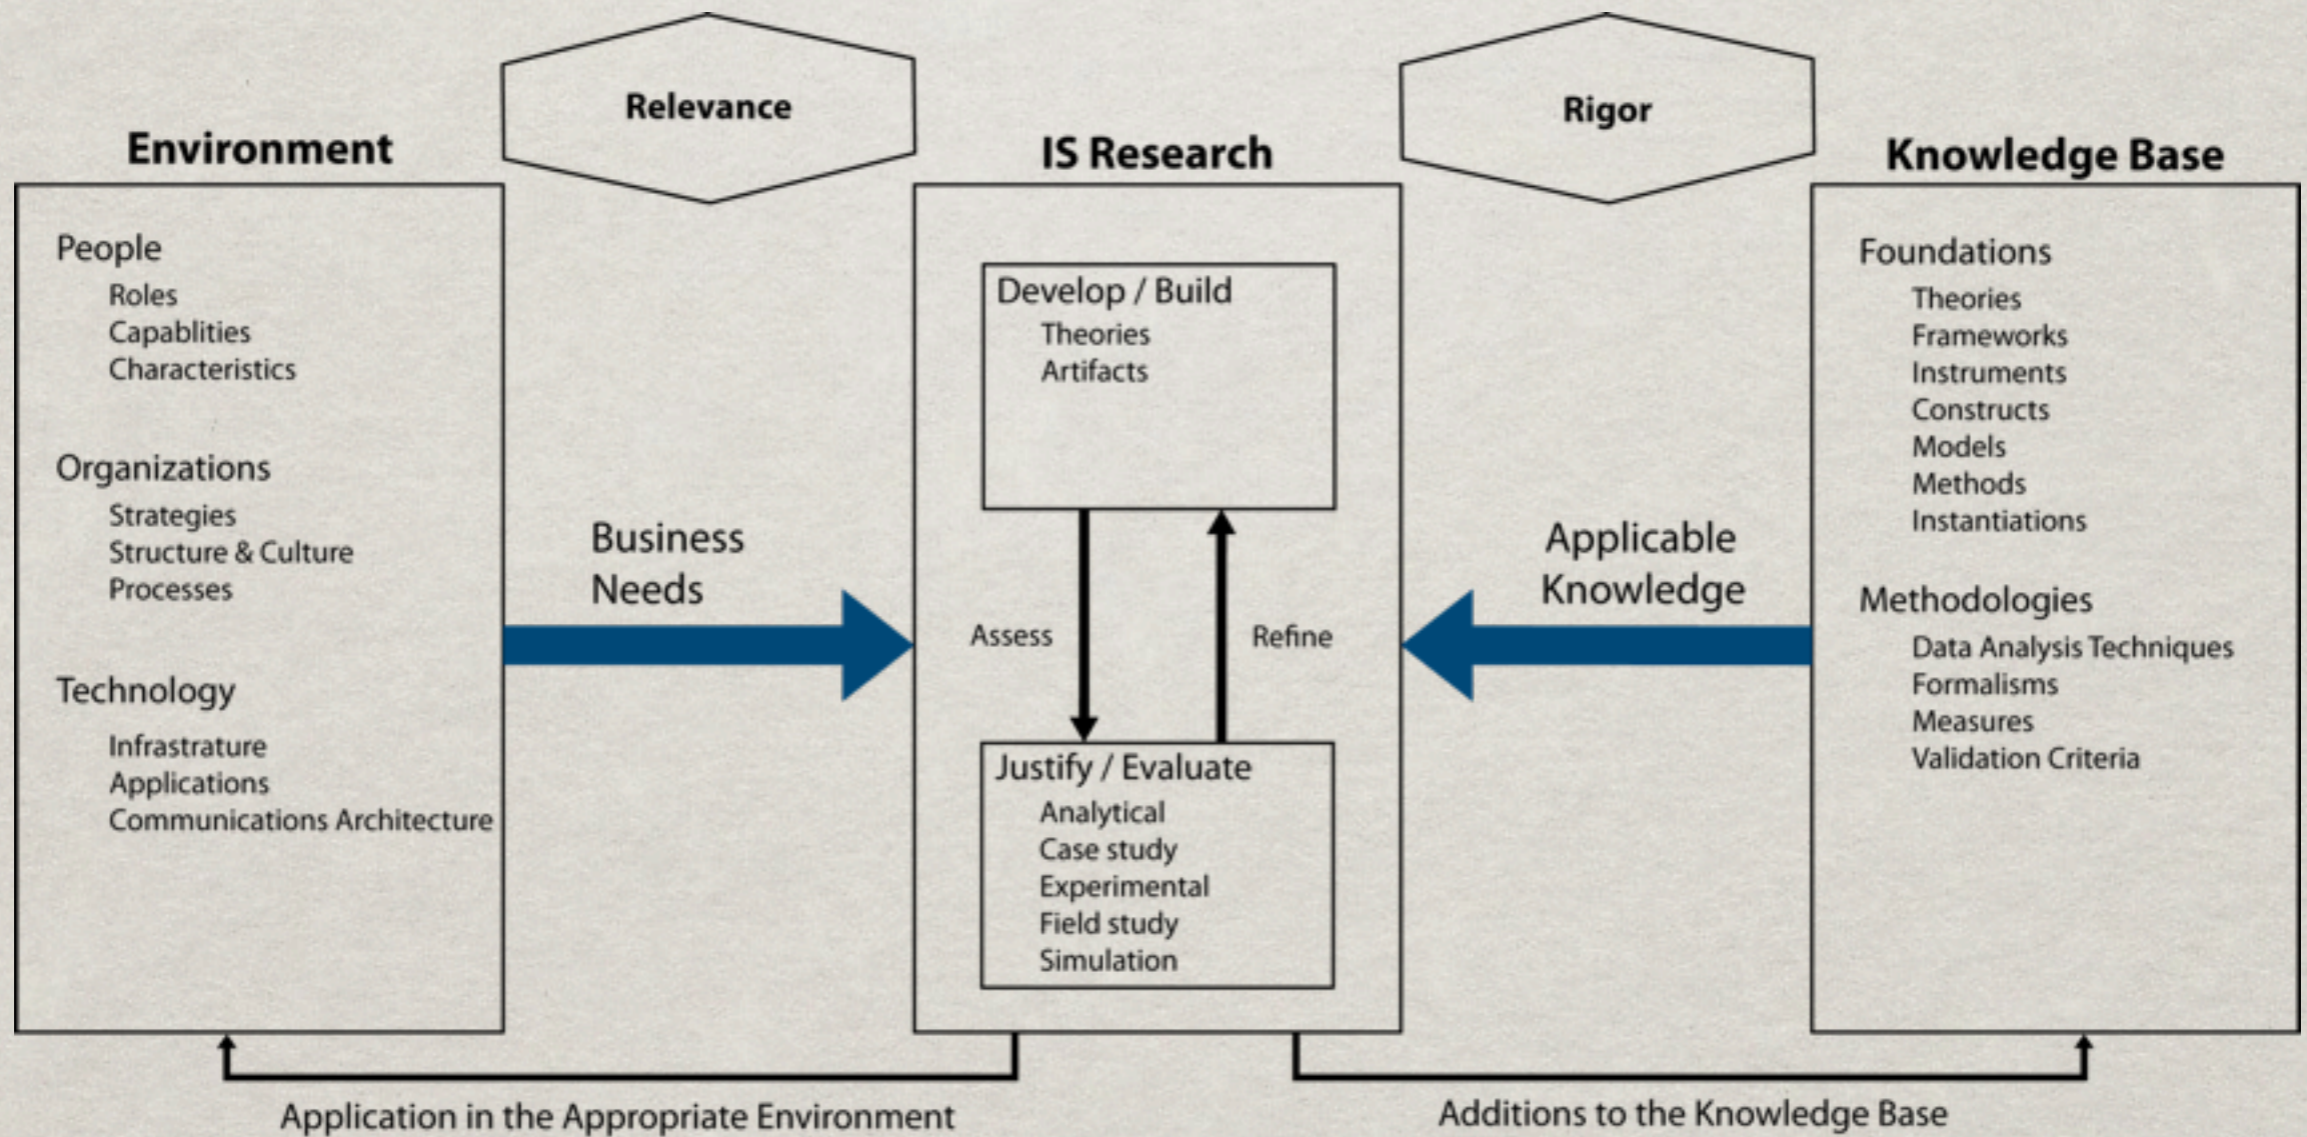 Relevance
Rigor
Environment
IS Research
Knowledge Base
People
Roles
Capablities
Characteristics
Organizations
Strategies
Structure & Culture
Processes
Technology
Infrastrature
Applications
Communications Architecture
Business
Needs
Develop / Build
Theories
Artifacts
Assess
Refine
Justify / Evaluate
Analytical
Case study
Experimental
Field study
Simulation
Applicable
Knowledge
Foundations
Theories
Frameworks
Instruments
Constructs
Models
Methods
Instantiations
Methodologies
Data Analysis Techniques
Formalisms
Measures
Validation Criteria
Application in the Appropriate Environment
Additions to the Knowledge Base